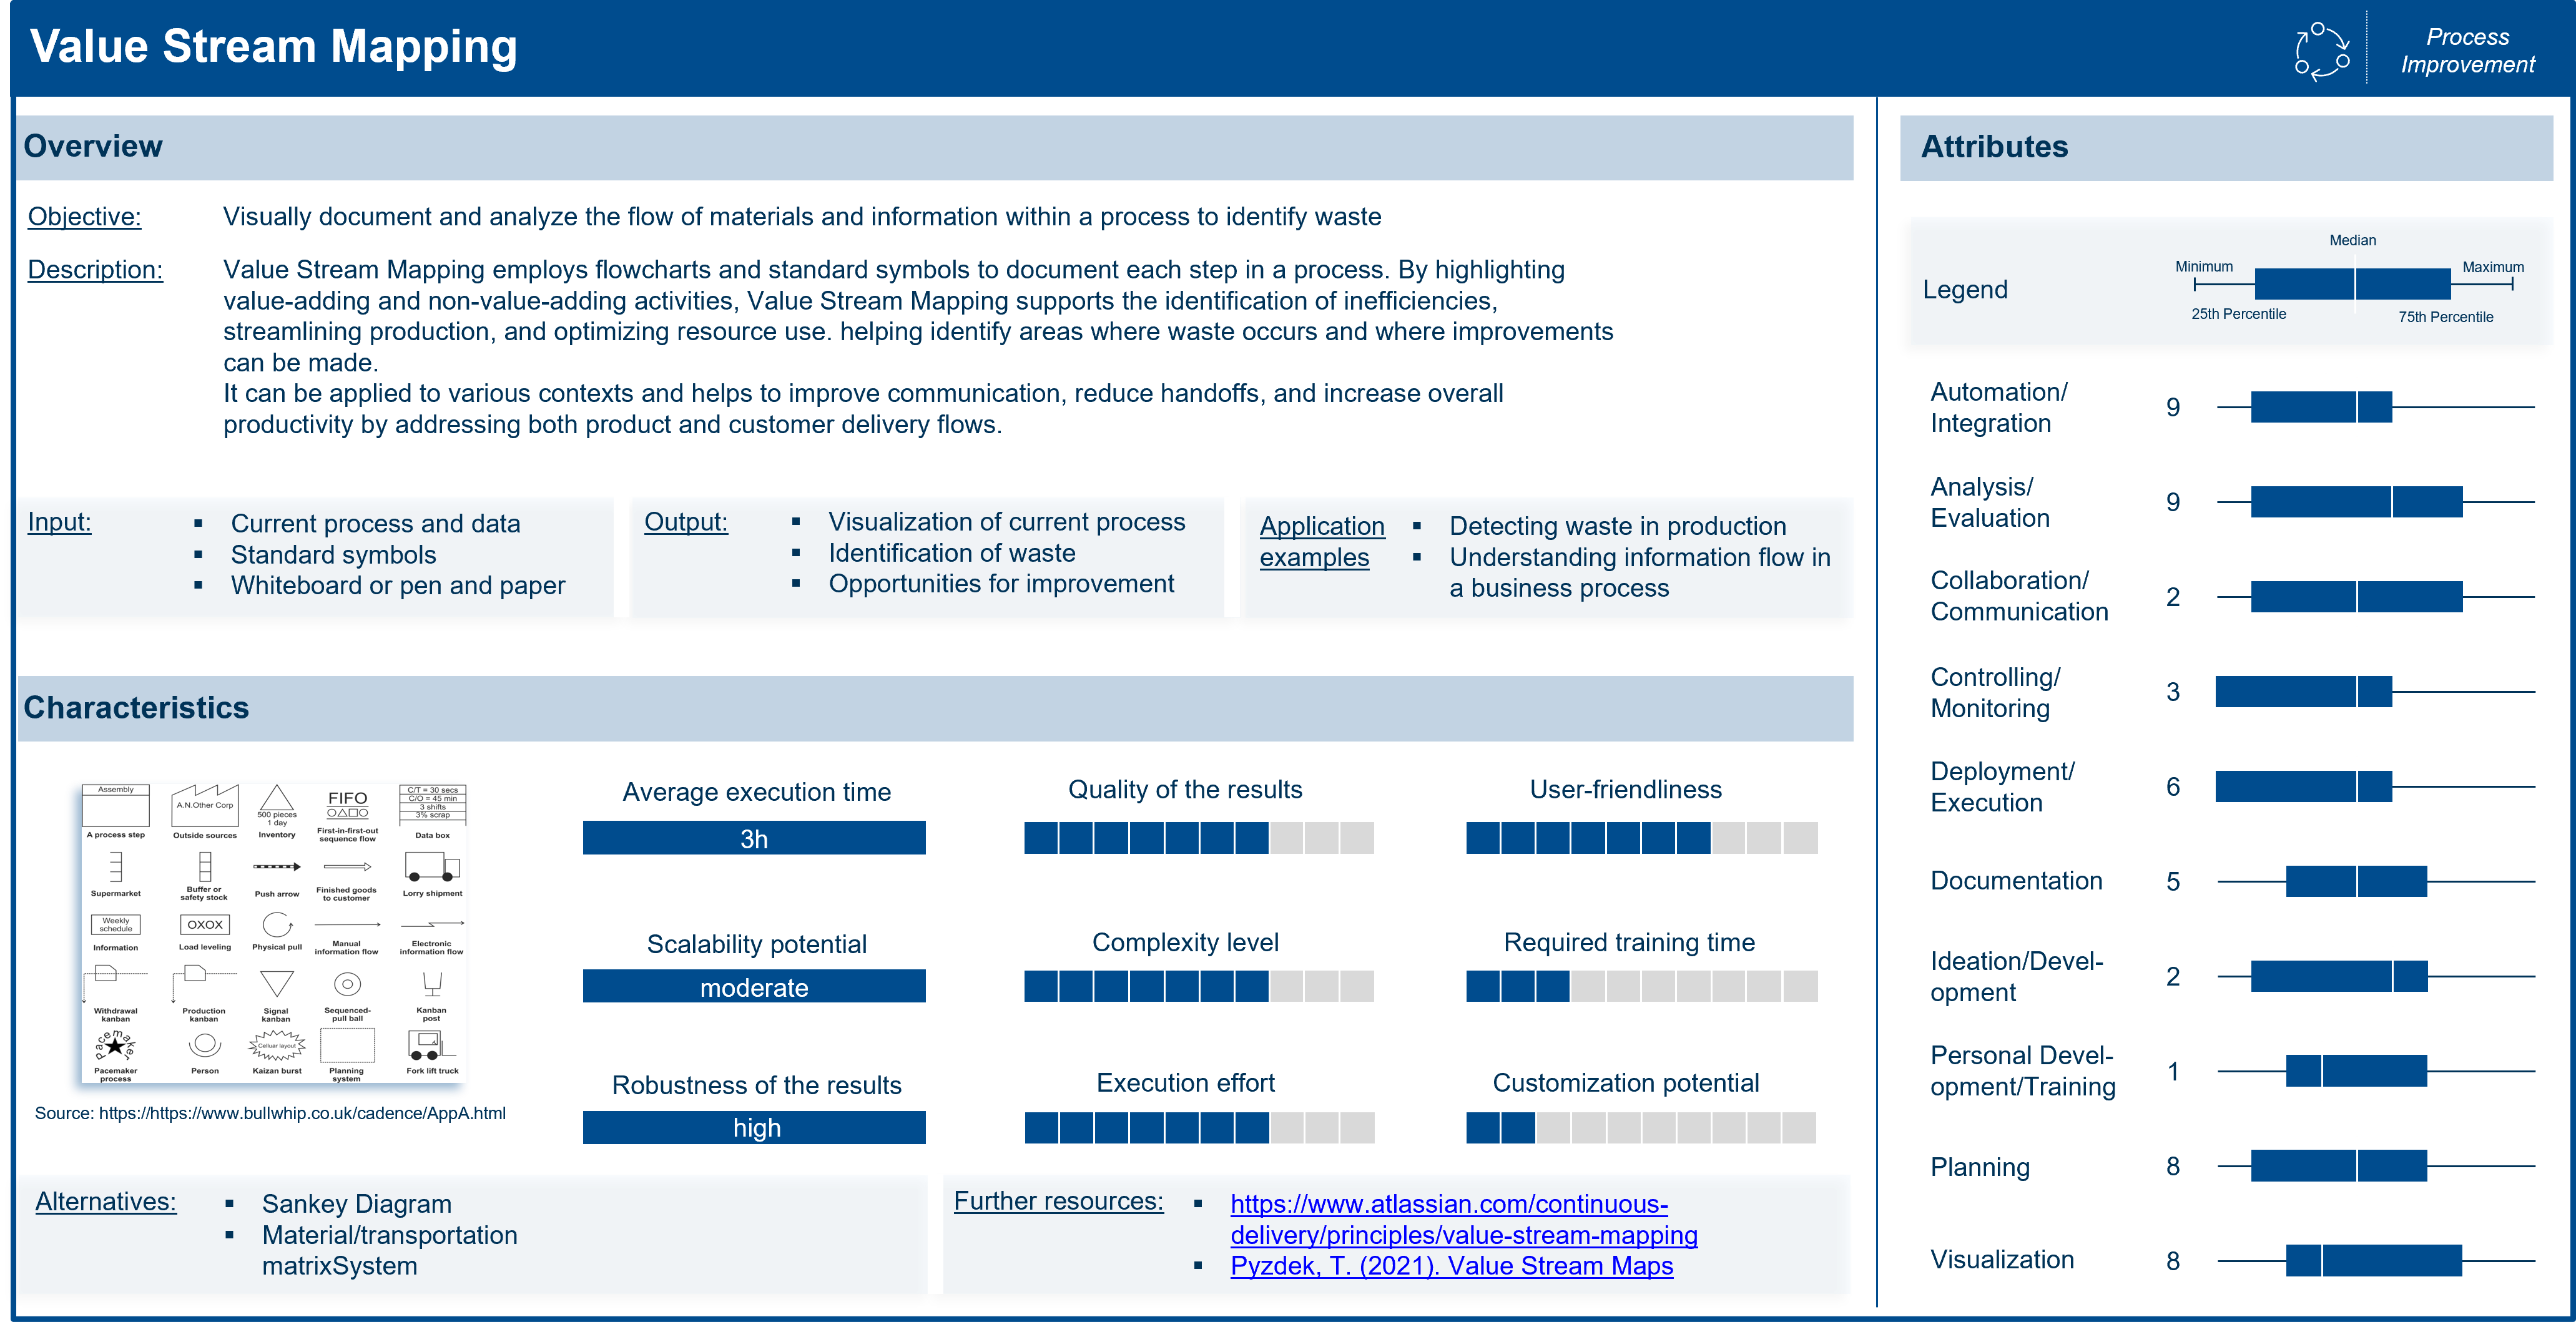 Value Stream Mapping
Process
Improvement
Overview
Objective:
Visually document and analyze the flow of materials and information within a process to identify waste
Description:
Value Stream Mapping employs flowcharts and standard symbols to document each step in a process. By highlighting
value-adding and non-value-adding activities, Value Stream Mapping supports the identification of inefficiencies,
streamlining production, and optimizing resource use. helping identify areas where waste occurs and where improvements
can be made.
It can be applied to various contexts and helps to improve communication, reduce handoffs, and increase overall
productivity by addressing both product and customer delivery flows.
Input:
▪ Current process and data
▪ Standard symbols
▪ Whiteboard or pen and paper
Output:
▪ Visualization of current process
▪ Identification of waste
▪ Opportunities for improvement
Application
examples
▪ Detecting waste in production
▪ Understanding information flow in
a business process
Characteristics
Assembly
A process step
A.N.Other Corp
Outside sources
500 pieces
1 day
Inventory
FIFO
First-in-first-out
sequence flow
C/T = 30 secs
C/O = 45 min
3 shifts
3% scrap
Data box
Supermarket
Buffer or
safety stock
Push arrow
Finished goods
to customer
Lorry shipment
Weekly
schedule
Information
OXOX
Load leveling
Physical pull
Manual
information flow
Electronic
information flow
Withdrawal
kanban
Production
kanban
Signal
kanban
Sequenced-
pull ball
Kanban
post
Pacemaker
Pacemaker
process
Person
Celluar layout
Kaizan burst
Planning
system
Fork lift truck
Source: https://https://www.bullwhip.co.uk/cadence/AppA.html
Average execution time
3h
Quality of the results
User-friendliness
Scalability potential
moderate
Complexity level
Required training time
Robustness of the results
high
Execution effort
Customization potential
Alternatives:
▪ Sankey Diagram
▪ Material/transportation
matrixSystem
Further resources:
▪ https://www.atlassian.com/continuous-
delivery/principles/value-stream-mapping
▪ Pyzdek, T. (2021). Value Stream Maps
Attributes
Legend
Median
Minimum
Maximum
25th Percentile
75th Percentile
Automation/
Integration
9
Analysis/
Evaluation
9
Collaboration/
Communication
2
Controlling/
Monitoring
3
Deployment/
Execution
6
Documentation
5
Ideation/Devel-
opment
2
Personal Devel-
opment/Training
1
Planning
8
Visualization
8